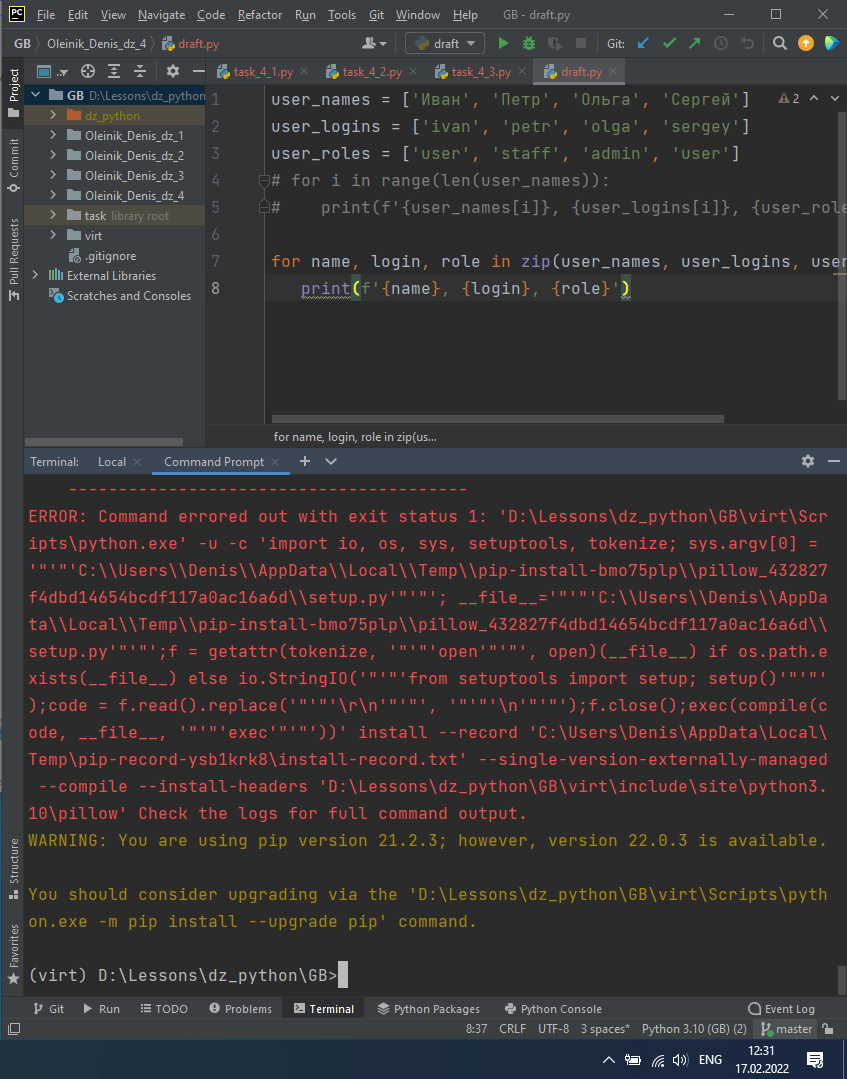 PC File Edit View Navigate Code Refactor Run Tools Git Window Help GB - draft.py
GB Oleinik_Denis_dz_4 draft.py draft Git:
task_4_1.py task_4_2.py task_4_3.py draft.py
Project
Commit
Pull Requests
Structure
Favorites
GB D:\Lessons\dz_python
dz_python
Oleinik_Denis_dz_1
Oleinik_Denis_dz_2
Oleinik_Denis_dz_3
Oleinik_Denis_dz_4
task library root
virt
.gitignore
External Libraries
Scratches and Consoles
2
1 user_names = ['Иван', 'Петр', 'Ольга', 'Сергей']
2 user_logins = ['ivan', 'petr', 'olga', 'sergey']
3 user_roles = ['user', 'staff', 'admin', 'user']
4 # for i in range(len(user_names)):
5 #    print(f'{user_names[i]}, {user_logins[i]}, {user_role
6
7 for name, login, role in zip(user_names, user_logins, user
8    print(f'{name}, {login}, {role}')
for name, login, role in zip(us...
Terminal: Local Command Prompt
----------------------------------------
ERROR: Command errored out with exit status 1: 'D:\Lessons\dz_python\GB\virt\Scr
ipts\python.exe' -u -c 'import io, os, sys, setuptools, tokenize; sys.argv[0] =
'"'"'C:\\Users\\Denis\\AppData\\Local\\Temp\\pip-install-bmo75plp\\pillow_432827
f4dbd14654bcdf117a0ac16a6d\\setup.py'"'"'; __file__='"'"'C:\\Users\\Denis\\AppDa
ta\\Local\\Temp\\pip-install-bmo75plp\\pillow_432827f4dbd14654bcdf117a0ac16a6d\\
setup.py'"'"';f = getattr(tokenize, '"'"'open'"'"', open)(__file__) if os.path.e
xists(__file__) else io.StringIO('"'"'from setuptools import setup; setup()'"'"'
);code = f.read().replace('"'"'\r\n'"'"', '"'"'\n'"'"');f.close();exec(compile(c
ode, __file__, '"'"'exec'"'"'))' install --record 'C:\Users\Denis\AppData\Local\
Temp\pip-record-ysb1krk8\install-record.txt' --single-version-externally-managed
 --compile --install-headers 'D:\Lessons\dz_python\GB\virt\include\site\python3.
10\pillow' Check the logs for full command output.
WARNING: You are using pip version 21.2.3; however, version 22.0.3 is available.
You should consider upgrading via the 'D:\Lessons\dz_python\GB\virt\Scripts\pyth
on.exe -m pip install --upgrade pip' command.
(virt) D:\Lessons\dz_python\GB>
Git Run TODO Problems Terminal Python Packages Python Console Event Log
8:37 CRLF UTF-8 3 spaces* Python 3.10 (GB) (2) master
ENG 12:31
17.02.2022